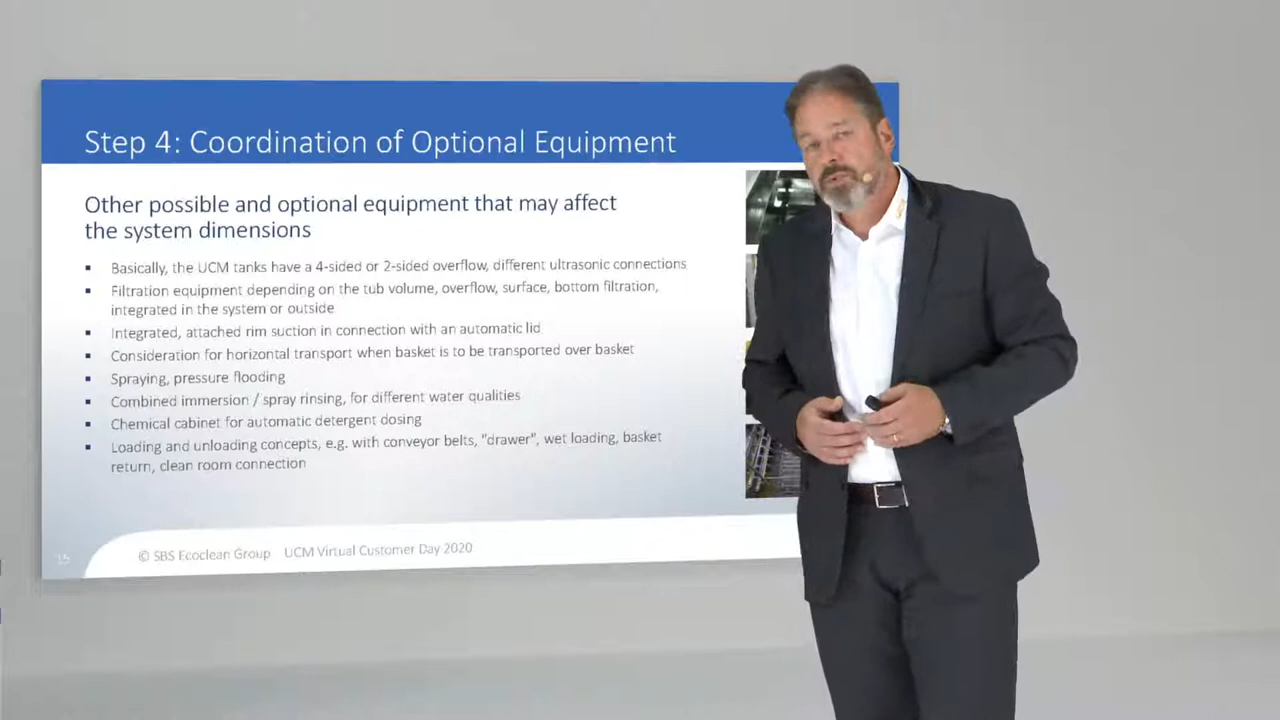 Step 4: Coordination of Optional Equipment
Other possible and optional equipment that may affect
the system dimensions
▪ Basically, the UCM tanks have a 4-sided or 2-sided overflow, different ultrasonic connections
▪ Filtration equipment depending on the tub volume, overflow, surface, bottom filtration,
integrated in the system or outside
▪ Integrated, attached rim suction in connection with an automatic lid
▪ Consideration for horizontal transport when basket is to be transported over basket
▪ Spraying, pressure flooding
▪ Combined immersion / spray rinsing, for different water qualities
▪ Chemical cabinet for automatic detergent dosing
▪ Loading and unloading concepts, e.g. with conveyor belts, "drawer", wet loading, basket
return, clean room connection
15 © SBS Ecoclean Group UCM Virtual Customer Day 2020